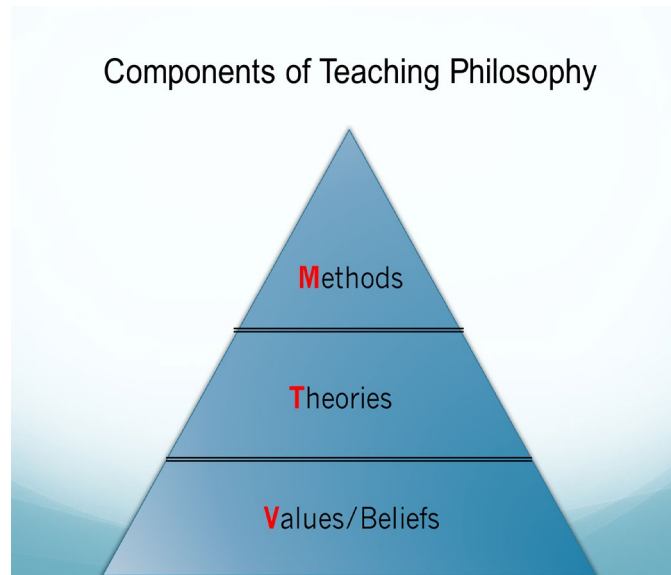 Components of Teaching Philosophy
Methods
Theories
Values/Beliefs